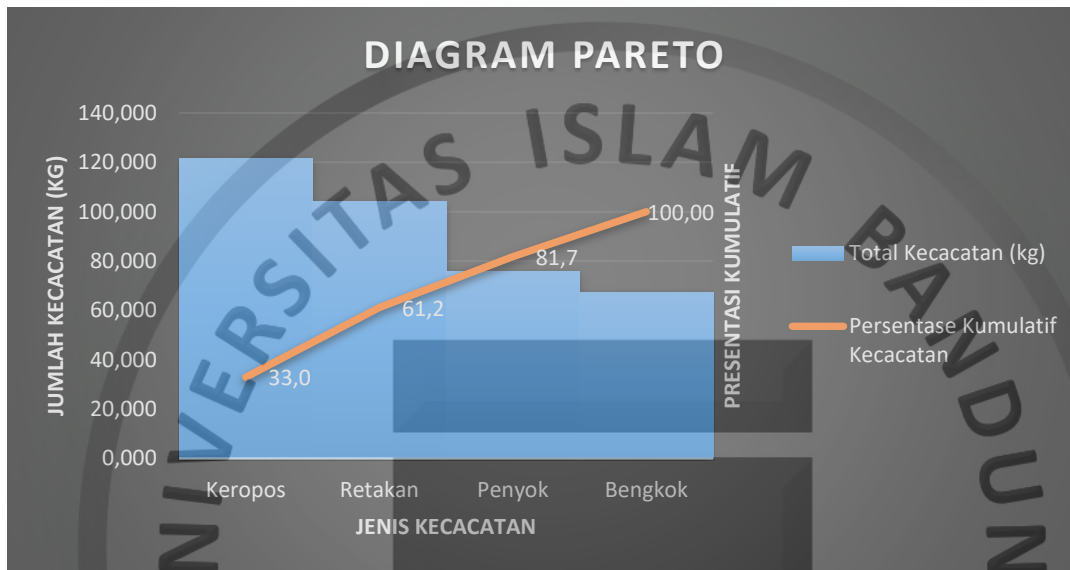 DIAGRAM PARETO
140,000
120,000
100,000
80,000
60,000
40,000
20,000
0,000
JUMLAH KECACATAN (KG)
33,0
61,2
81,7
100,00
PRESENTASI KUMULATIF
Keropos
Retakan
Penyok
Bengkok
JENIS KECACATAN
Total Kecacatan (kg)
Persentase Kumulatif
Kecacatan
NIVERSITAS ISLAM BANDUN